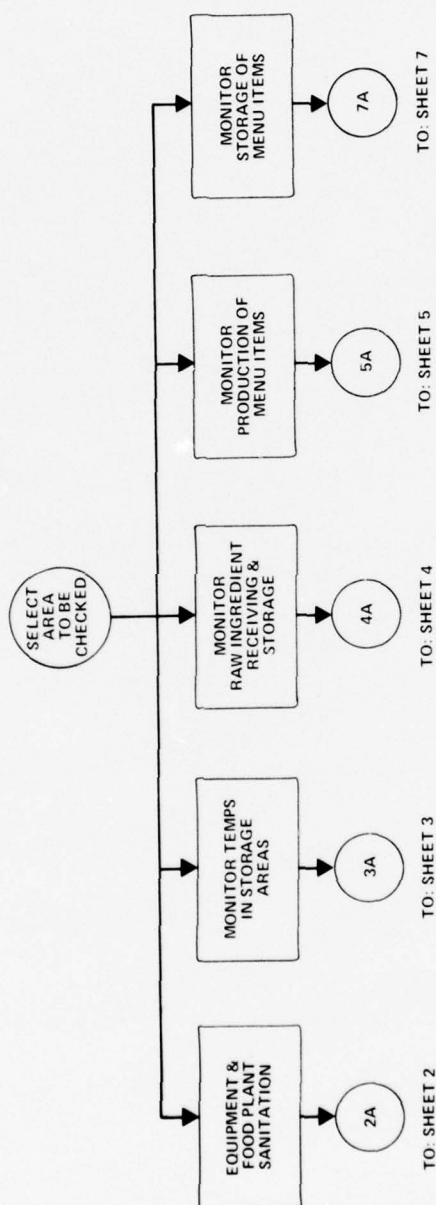 SELECT
AREA
TO BE
CHECKED
EQUIPMENT &
FOOD PLANT
SANITATION
MONITOR TEMPS
IN STORAGE
AREAS
MONITOR
RAW INGREDIENT
RECEIVING &
STORAGE
MONITOR
PRODUCTION OF
MENU ITEMS
MONITOR
STORAGE OF
MENU ITEMS
2A
3A
4A
5A
7A
TO: SHEET 2
TO: SHEET 3
TO: SHEET 4
TO: SHEET 5
TO: SHEET 7